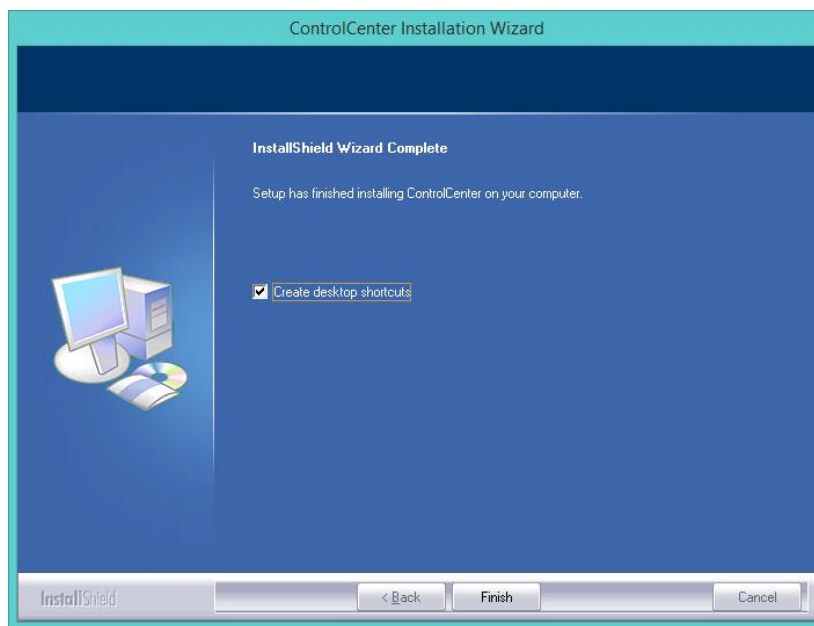 ControlCenter Installation Wizard
InstallShield Wizard Complete
Setup has finished installing ControlCenter on your computer.
Create desktop shortcuts
InstallShield
< Back
Finish
Cancel